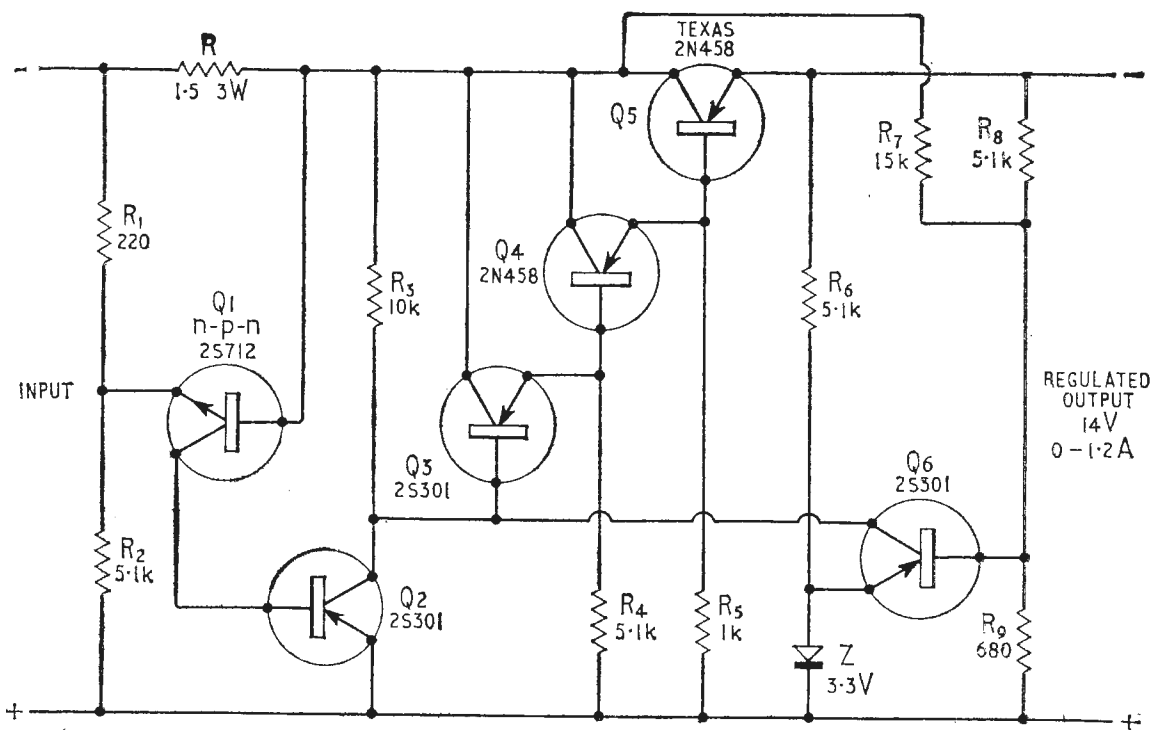 R
1·5 3W
TEXAS
2N458
Q5
R7
15k
R8
5·1k
R1
220
Q4
2N458
R3
10k
R6
5·1k
Q1
n-p-n
2S712
INPUT
REGULATED
OUTPUT
14V
0–1·2A
Q3
2S301
Q6
2S301
R2
5·1k
Q2
2S301
R4
5·1k
R5
1k
Z
3·3V
R9
680